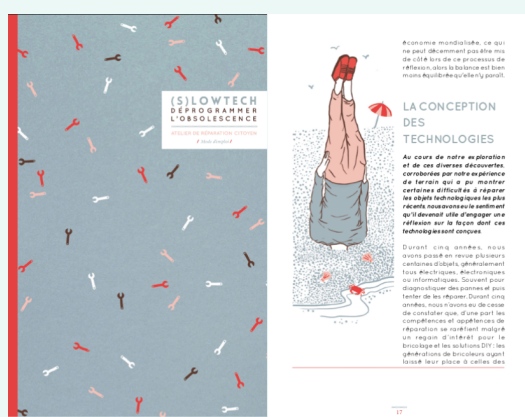 (S)LOWTECH
DÉPROGRAMMER
L'OBSOLESCENCE
ATELIER DE RÉPARATION CITOYEN
/ Mode d'emploi /
économie mondialisée, ce qui
ne peut décemment pas être mis
de côté lors de ce processus de
réflexion, alors la balance est bien
moins équilibrée qu'elle n'y paraît.
LA CONCEPTION
DES
TECHNOLOGIES
Au cours de notre exploration
et de ces diverses découvertes,
corroborées par notre expérience
de terrain qui a pu montrer
certaines difficultés à réparer
les objets technologiques les plus
récents, nous avons eu le sentiment
qu'il devenait utile d'engager une
réflexion sur la façon dont ces
technologies sont conçues.
Durant cinq années, nous
avons passé en revue plusieurs
centaines d'objets, généralement
tous électriques, électroniques
ou informatiques. Souvent pour
diagnostiquer des pannes et puis
tenter de les réparer. Durant cinq
années, nous n'avons eu de cesse
de constater que, d'une part les
compétences et appétences de
réparation se raréfient malgré
un regain d'intérêt pour le
bricolage et les solutions DIY ; les
générations de bricoleurs ayant
laissé leur place à celles des
17